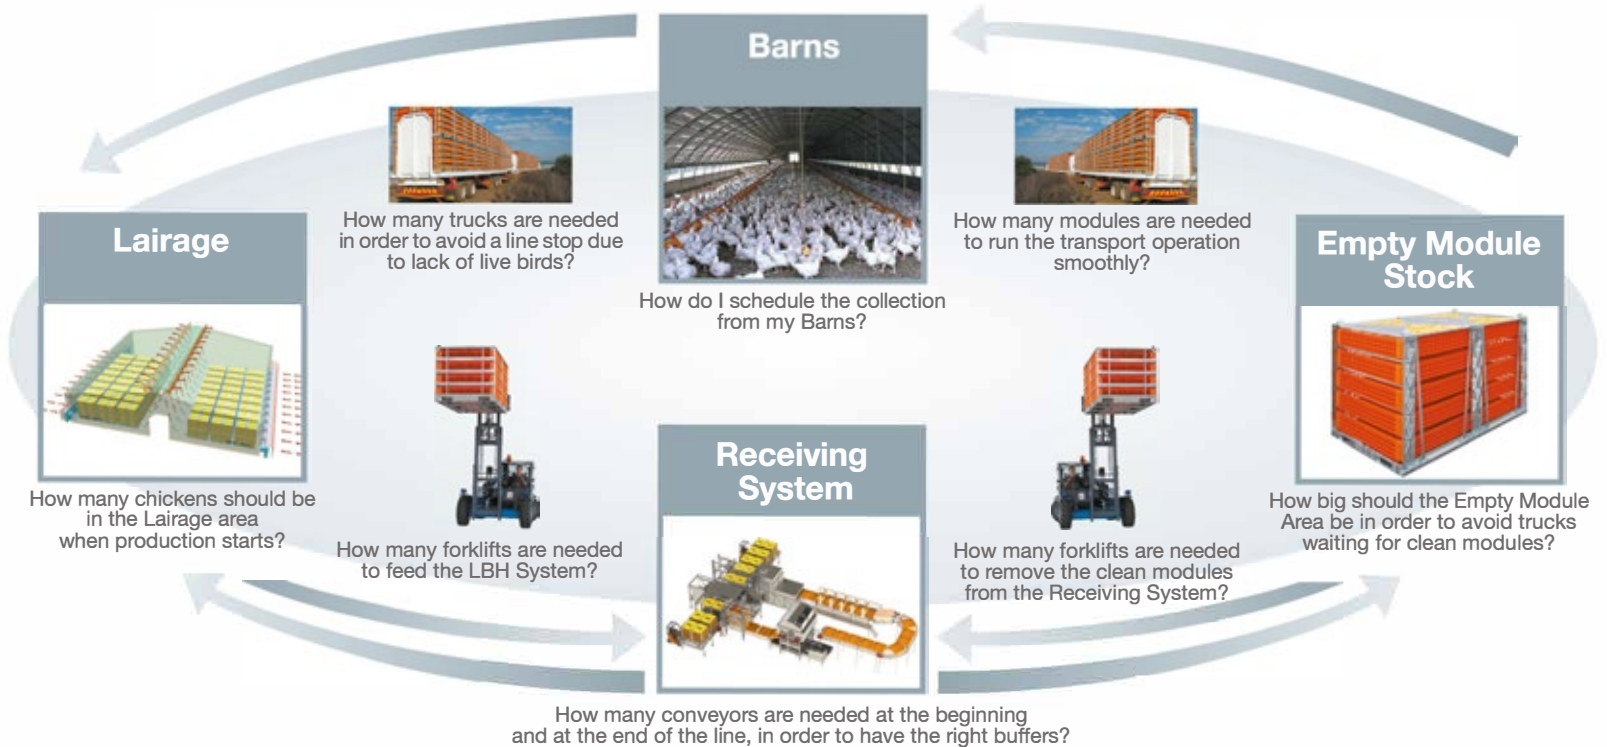 Barns
How many trucks are needed
in order to avoid a line stop due
to lack of live birds?
How many modules are needed
to run the transport operation
smoothly?
Lairage
Empty Module
Stock
How do I schedule the collection
from my Barns?
Receiving
System
How many chickens should be
in the Lairage area
when production starts?
How big should the Empty Module
Area be in order to avoid trucks
waiting for clean modules?
How many forklifts are needed
to feed the LBH System?
How many forklifts are needed
to remove the clean modules
from the Receiving System?
How many conveyors are needed at the beginning
and at the end of the line, in order to have the right buffers?